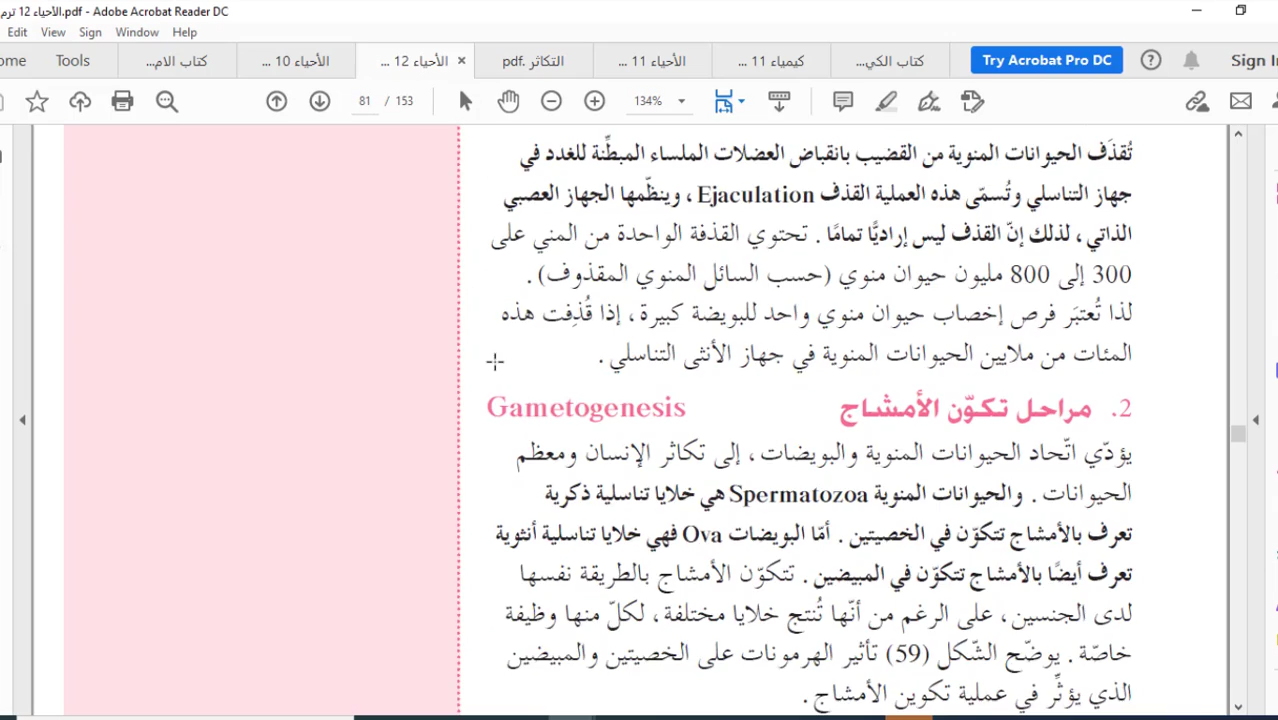 الأحياء 12 ترم.pdf - Adobe Acrobat Reader DC
Edit View Sign Window Help
ome Tools كتاب الام... الأحياء 10 ... الأحياء 12 ... × التكاثر .pdf الأحياء 11 ... كيمياء 11 ... كتاب الكي... Try Acrobat Pro DC ? Sign In
81 / 153 134%
تُقذَف الحيوانات المنوية من القضيب بانقباض العضلات الملساء المبطِّنة للغدد في
جهاز التناسلي وتُسمّى هذه العملية القذف Ejaculation ، وينظّمها الجهاز العصبي
الذاتي ، لذلك إنّ القذف ليس إراديًّا تمامًا . تحتوي القذفة الواحدة من المني على
300 إلى 800 مليون حيوان منوي (حسب السائل المنوي المقذوف) .
لذا تُعتبَر فرص إخصاب حيوان منوي واحد للبويضة كبيرة ، إذا قُذِفت هذه
المئات من ملايين الحيوانات المنوية في جهاز الأنثى التناسلي .
2. مراحل تكوّن الأمشاج Gametogenesis
يؤدّي اتّحاد الحيوانات المنوية والبويضات ، إلى تكاثر الإنسان ومعظم
الحيوانات . والحيوانات المنوية Spermatozoa هي خلايا تناسلية ذكرية
تعرف بالأمشاج تتكوّن في الخصيتين . أمّا البويضات Ova فهي خلايا تناسلية أنثوية
تعرف أيضًا بالأمشاج تتكوّن في المبيضين . تتكوّن الأمشاج بالطريقة نفسها
لدى الجنسين ، على الرغم من أنّها تُنتج خلايا مختلفة ، لكلّ منها وظيفة
خاصّة . يوضّح الشّكل (59) تأثير الهرمونات على الخصيتين والمبيضين
الذي يؤثِّر في عملية تكوين الأمشاج .